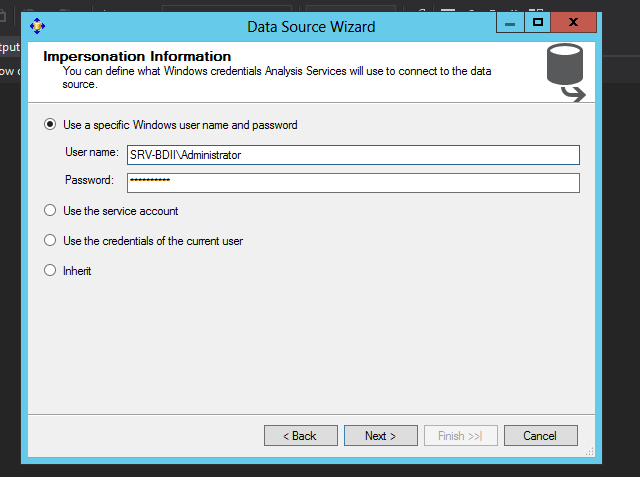 Data Source Wizard
Impersonation Information
You can define what Windows credentials Analysis Services will use to connect to the data
source.
Use a specific Windows user name and password
User name: SRV-BDII\Administrator
Password: **********
Use the service account
Use the credentials of the current user
Inherit
< Back Next > Finish >>| Cancel